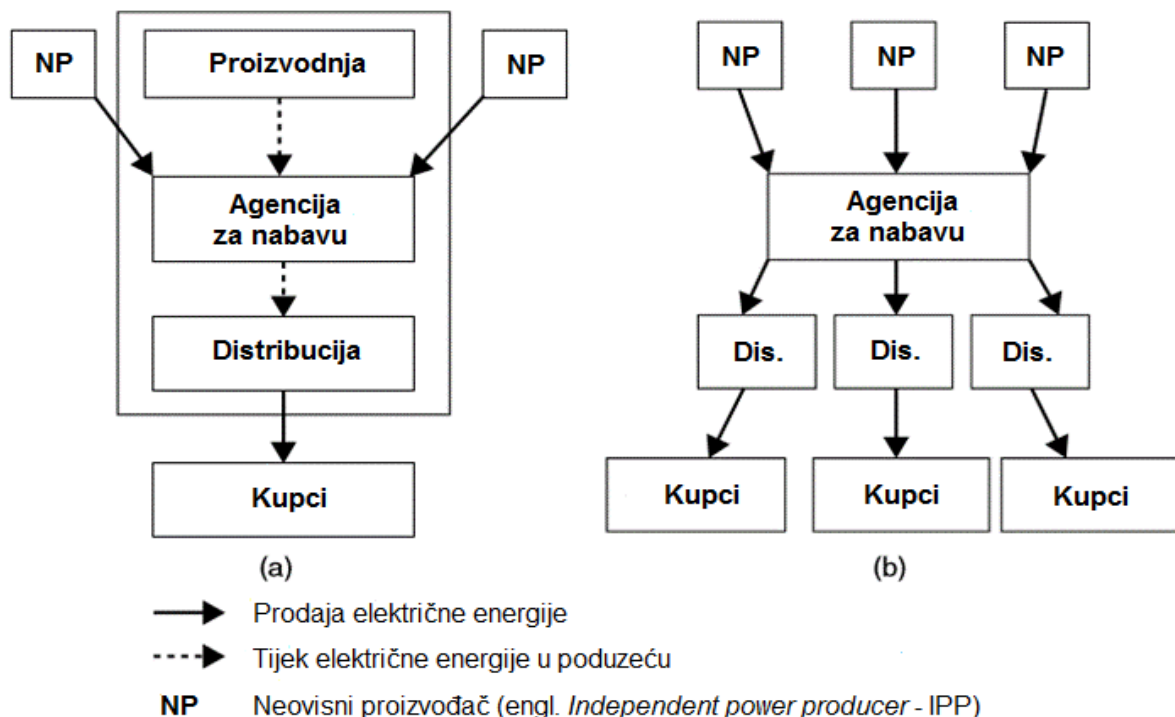 NP
Proizvodnja
NP
Agencija
za nabavu
Distribucija
Kupci
(a)
NP
NP
NP
Agencija
za nabavu
Dis.
Dis.
Dis.
Kupci
Kupci
Kupci
(b)
Prodaja električne energije
Tijek električne energije u poduzeću
NP Neovisni proizvođač (engl. Independent power producer - IPP)